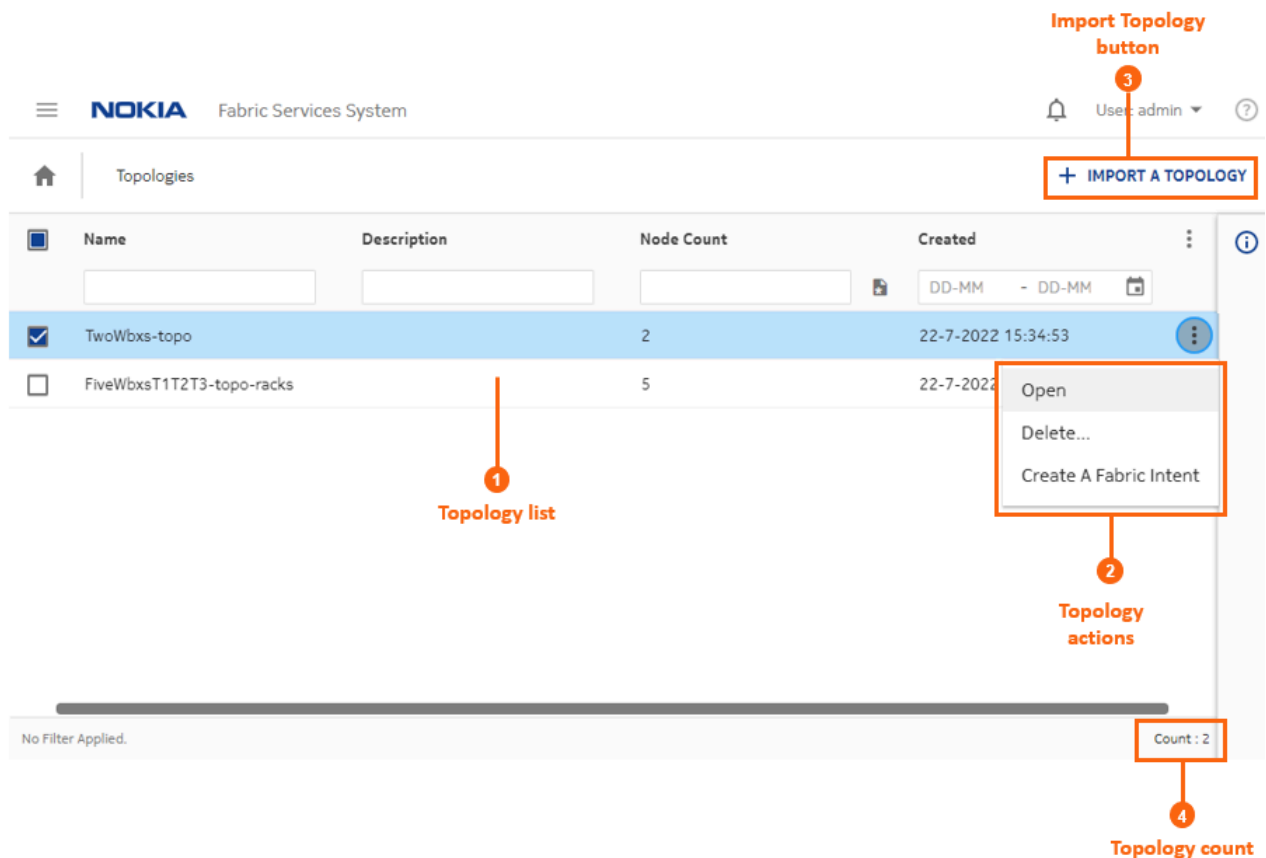 Import Topology
button
3
NOKIA Fabric Services System User: admin ?
Topologies + IMPORT A TOPOLOGY
Name Description Node Count Created
DD-MM - DD-MM
TwoWbxs-topo 2 22-7-2022 15:34:53
FiveWbxsT1T2T3-topo-racks 5 22-7-2022
Open
Delete...
Create A Fabric Intent
1
Topology list
2
Topology
actions
No Filter Applied. Count : 2
4
Topology count